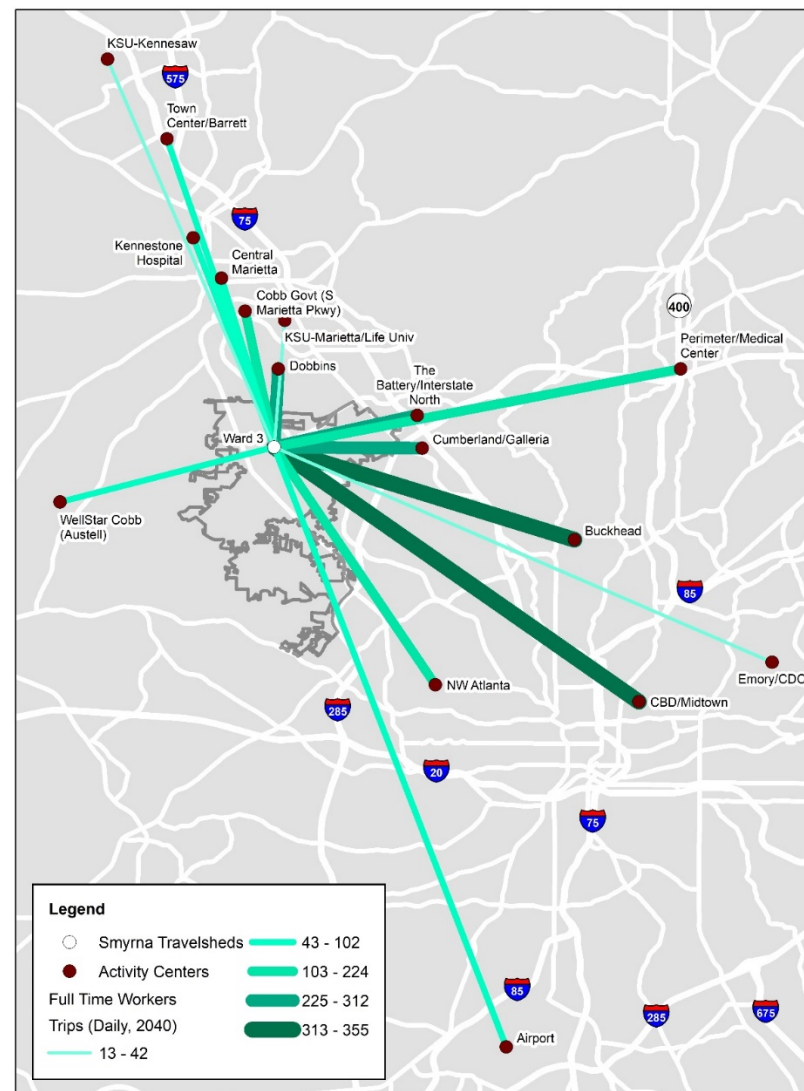 KSU-Kennesaw
575
Town
Center/Barrett
75
Kennestone
Hospital
Central
Marietta
Cobb Govt (S
Marietta Pkwy)
KSU-Marietta/Life Univ
400
Perimeter/Medical
Center
Dobbins
The
Battery/Interstate
North
Ward 3
Cumberland/Galleria
WellStar Cobb
(Austell)
Buckhead
85
Emory/CDC
NW Atlanta
CBD/Midtown
285
20
75
Legend
Smyrna Travelsheds
Activity Centers
Full Time Workers
Trips (Daily, 2040)
13 - 42
43 - 102
103 - 224
225 - 312
313 - 355
85
285
675
Airport